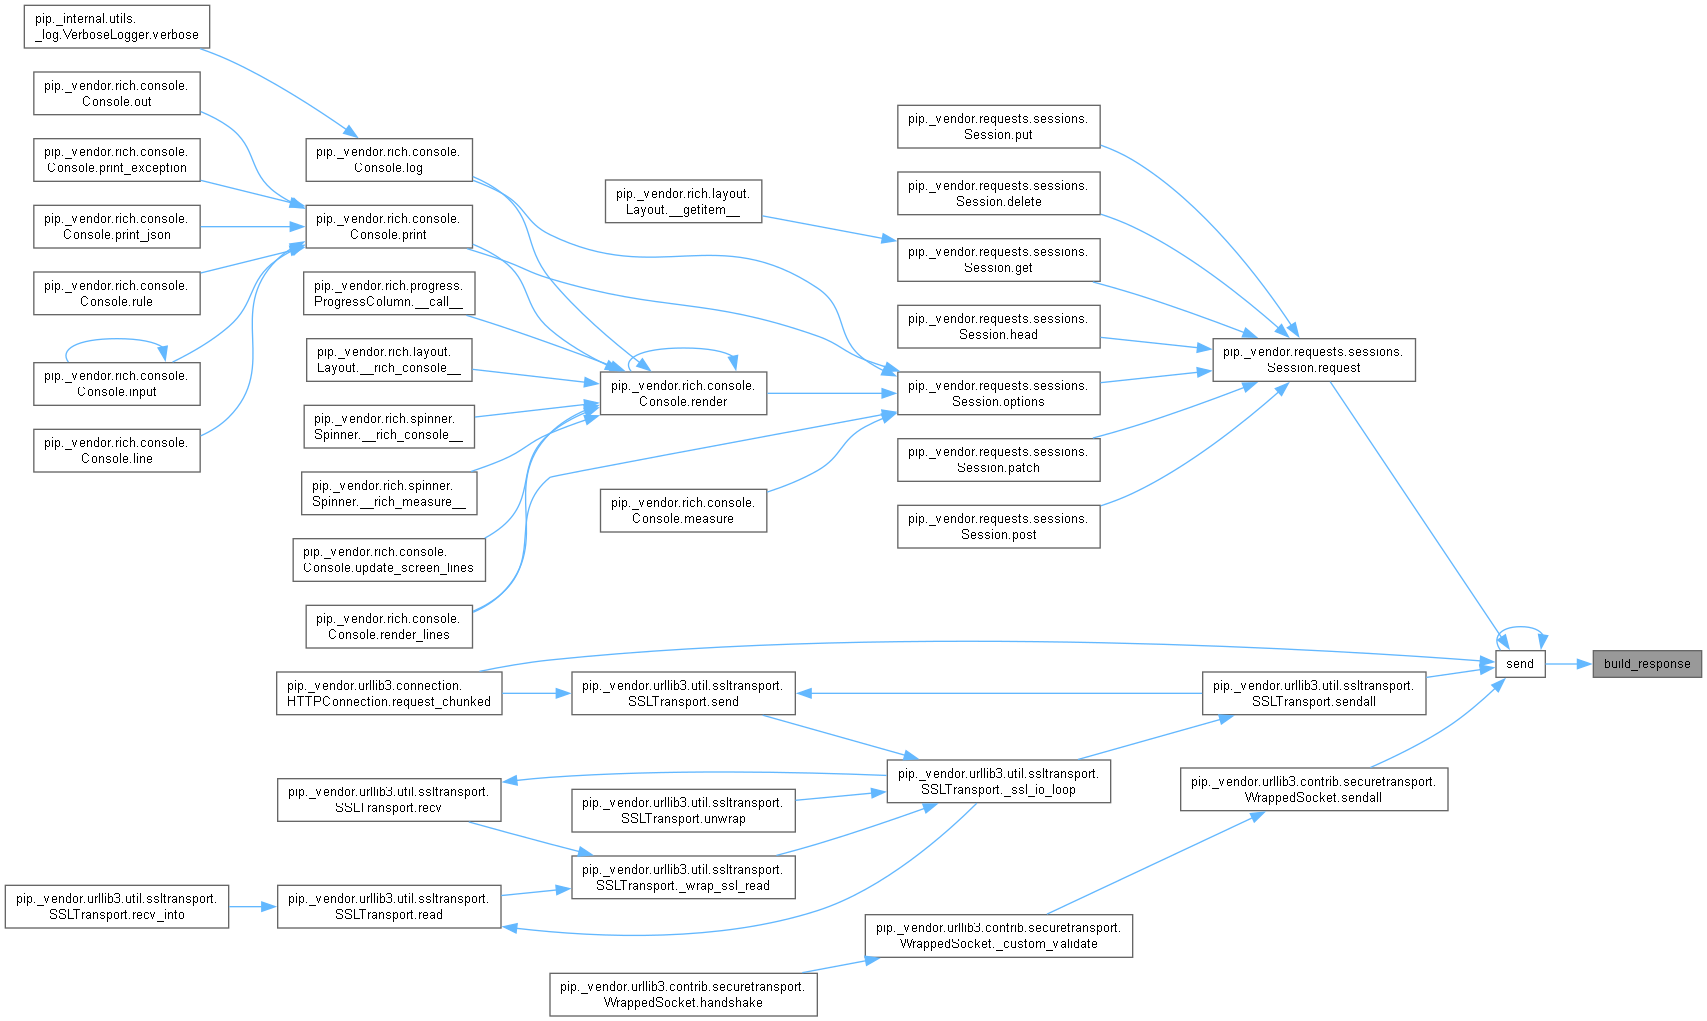 pip._internal.utils.
_log.VerboseLogger.verbose
pip._vendor.rich.console.
Console.out
pip._vendor.rich.console.
Console.print_exception
pip._vendor.rich.console.
Console.print_json
pip._vendor.rich.console.
Console.rule
pip._vendor.rich.console.
Console.input
pip._vendor.rich.console.
Console.line
pip._vendor.rich.console.
Console.log
pip._vendor.rich.console.
Console.print
pip._vendor.rich.progress.
ProgressColumn.__call__
pip._vendor.rich.layout.
Layout.__rich_console__
pip._vendor.rich.spinner.
Spinner.__rich_console__
pip._vendor.rich.spinner.
Spinner.__rich_measure__
pip._vendor.rich.console.
Console.update_screen_lines
pip._vendor.rich.console.
Console.render_lines
pip._vendor.rich.layout.
Layout.__getitem__
pip._vendor.rich.console.
Console.render
pip._vendor.rich.console.
Console.measure
pip._vendor.requests.sessions.
Session.put
pip._vendor.requests.sessions.
Session.delete
pip._vendor.requests.sessions.
Session.get
pip._vendor.requests.sessions.
Session.head
pip._vendor.requests.sessions.
Session.options
pip._vendor.requests.sessions.
Session.patch
pip._vendor.requests.sessions.
Session.post
pip._vendor.requests.sessions.
Session.request
send
build_response
pip._vendor.urllib3.connection.
HTTPConnection.request_chunked
pip._vendor.urllib3.util.ssltransport.
SSLTransport.send
pip._vendor.urllib3.util.ssltransport.
SSLTransport.sendall
pip._vendor.urllib3.util.ssltransport.
SSLTransport._ssl_io_loop
pip._vendor.urllib3.contrib.securetransport.
WrappedSocket.sendall
pip._vendor.urllib3.util.ssltransport.
SSLTransport.recv
pip._vendor.urllib3.util.ssltransport.
SSLTransport.unwrap
pip._vendor.urllib3.util.ssltransport.
SSLTransport._wrap_ssl_read
pip._vendor.urllib3.util.ssltransport.
SSLTransport.recv_into
pip._vendor.urllib3.util.ssltransport.
SSLTransport.read
pip._vendor.urllib3.contrib.securetransport.
WrappedSocket._custom_validate
pip._vendor.urllib3.contrib.securetransport.
WrappedSocket.handshake